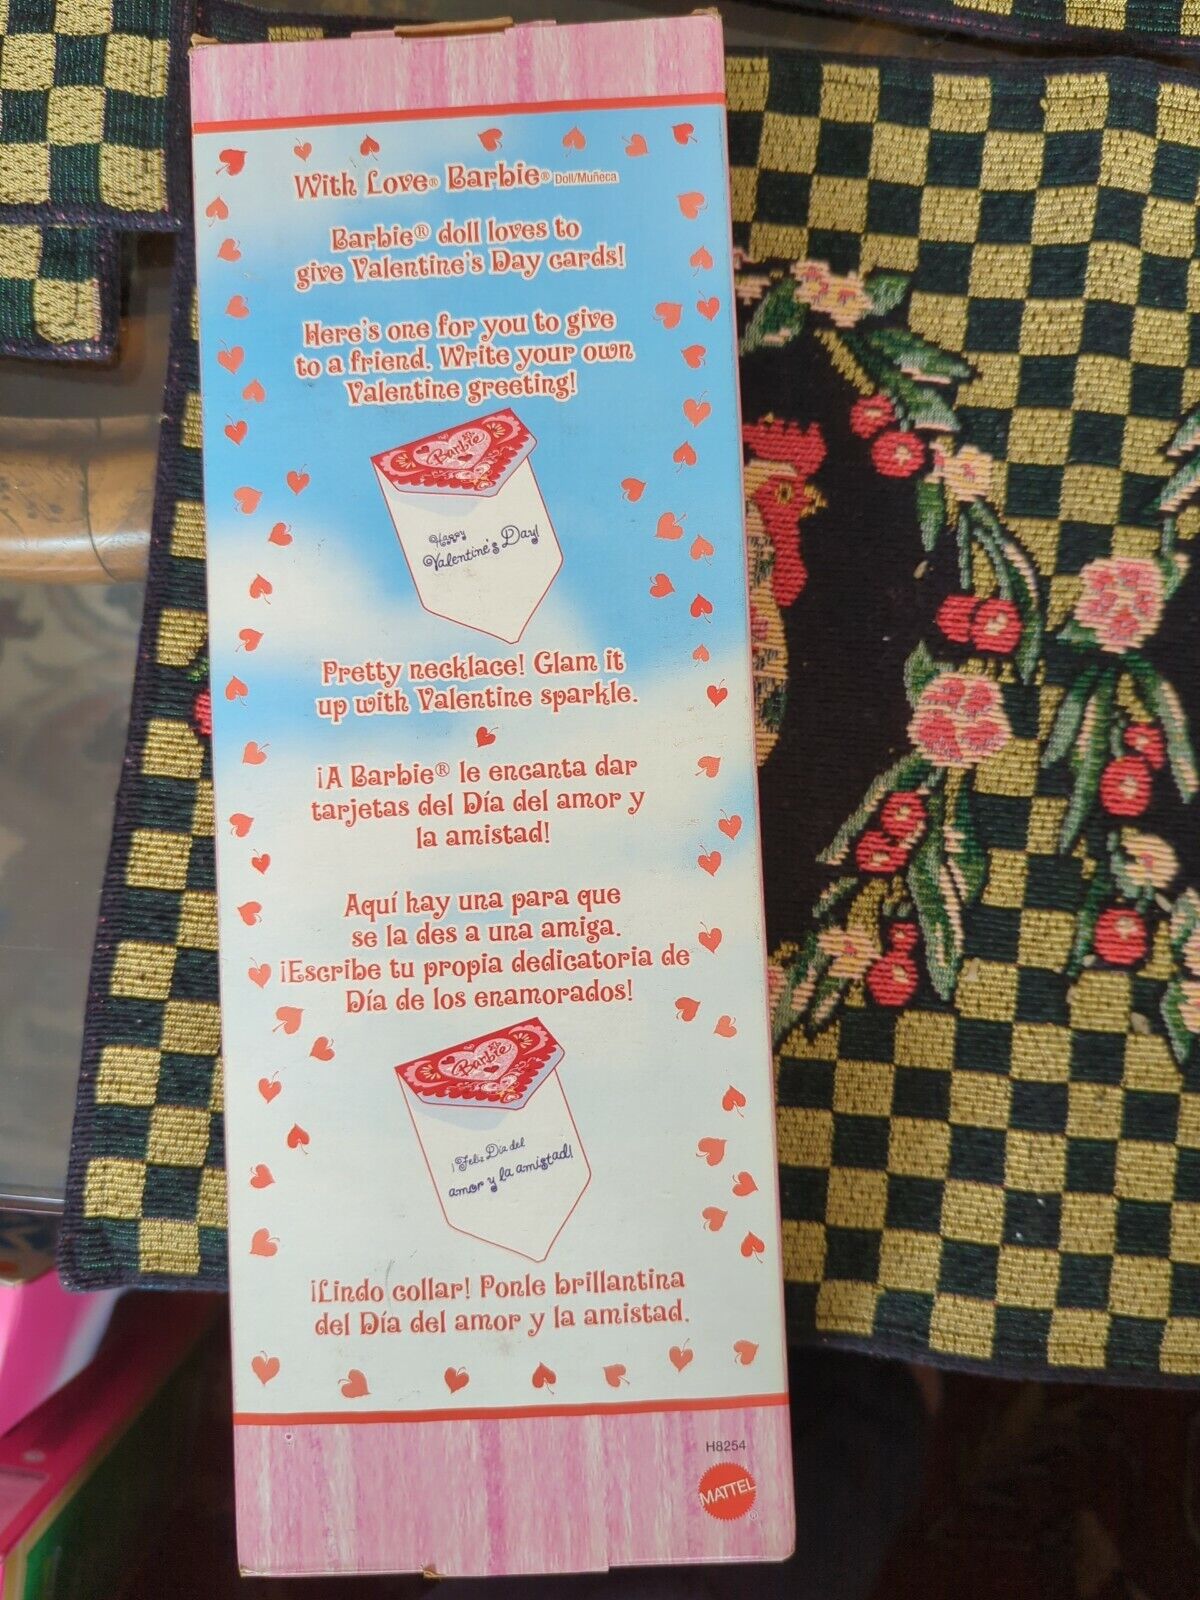 With Love® Barbie® Doll/Muñeca
Barbie® doll loves to
give Valentine's Day cards!
Here's one for you to give
to a friend. Write your own
Valentine greeting!
Barbie
Happy
Valentine's Day!
Pretty necklace! Glam it
up with Valentine sparkle.
¡A Barbie® le encanta dar
tarjetas del Día del amor y
la amistad!
Aquí hay una para que
se la des a una amiga.
¡Escribe tu propia dedicatoria de
Día de los enamorados!
Barbie
¡Feliz Día del
amor y la amistad!
¡Lindo collar! Ponle brillantina
del Día del amor y la amistad.
H8254
MATTEL
®